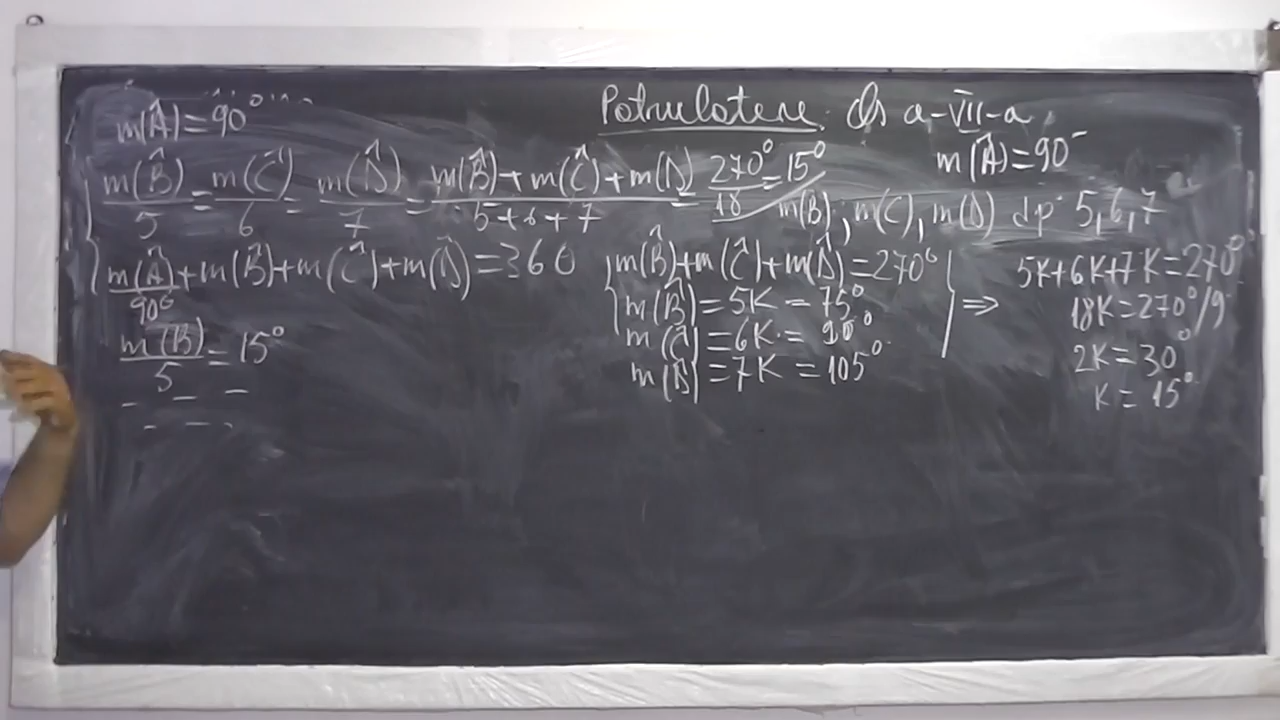 Patrulatere. Cls a-VII-a
m(Â)=90°
m(B̂)/5 = m(Ĉ)/6 = m(D̂)/7 = m(B̂)+m(Ĉ)+m(D̂)/5+6+7 = 270°/18 = 15°
m(Â)+m(B̂)+m(Ĉ)+m(D̂)=360
90°
m(B)/5 = 15°
- - -
- - -
m(Â)=90°
m(B), m(C), m(D) dp 5,6,7
m(B̂)+m(Ĉ)+m(D̂)=270°
m(B̂)=5K=75°
m(Ĉ)=6K=90°
m(D̂)=7K=105°
⇒
5K+6K+7K=270°
18K=270°/9
2K=30°
K=15°